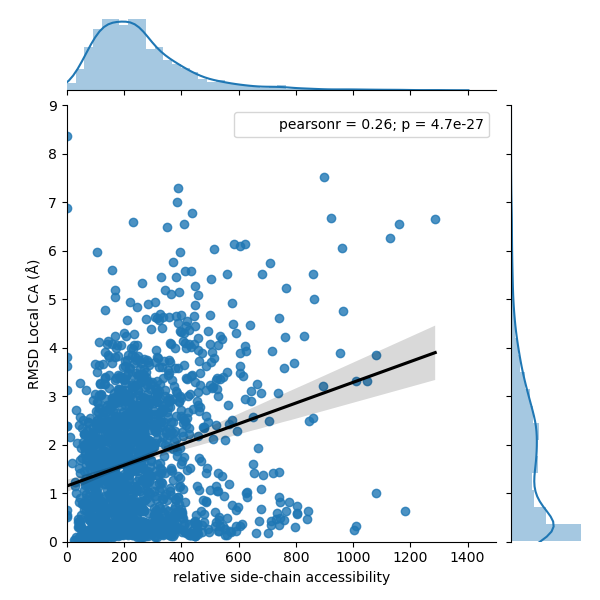 pearsonr = 0.26; p = 4.7e-27
9
8
7
6
5
4
3
2
1
0
RMSD Local CA (Å)
0 200 400 600 800 1000 1200 1400
relative side-chain accessibility